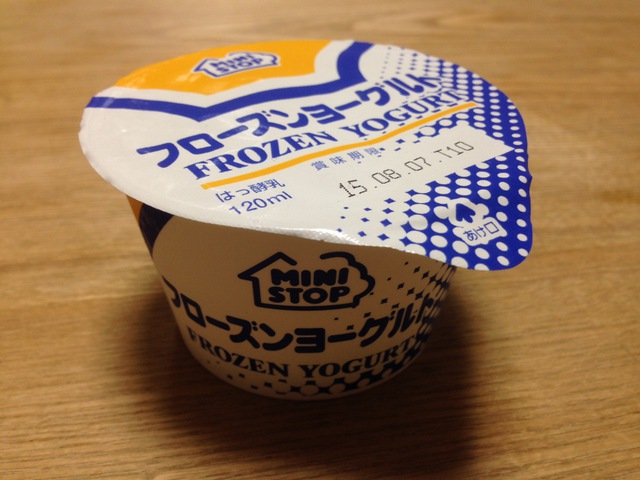 MINI
STOP
フローズンヨーグルト
FROZEN YOGURT
賞味期限
15.08.07.T10
はっ酵乳
120ml
あけ口
MINI
STOP
フローズンヨーグルト
FROZEN YOGURT